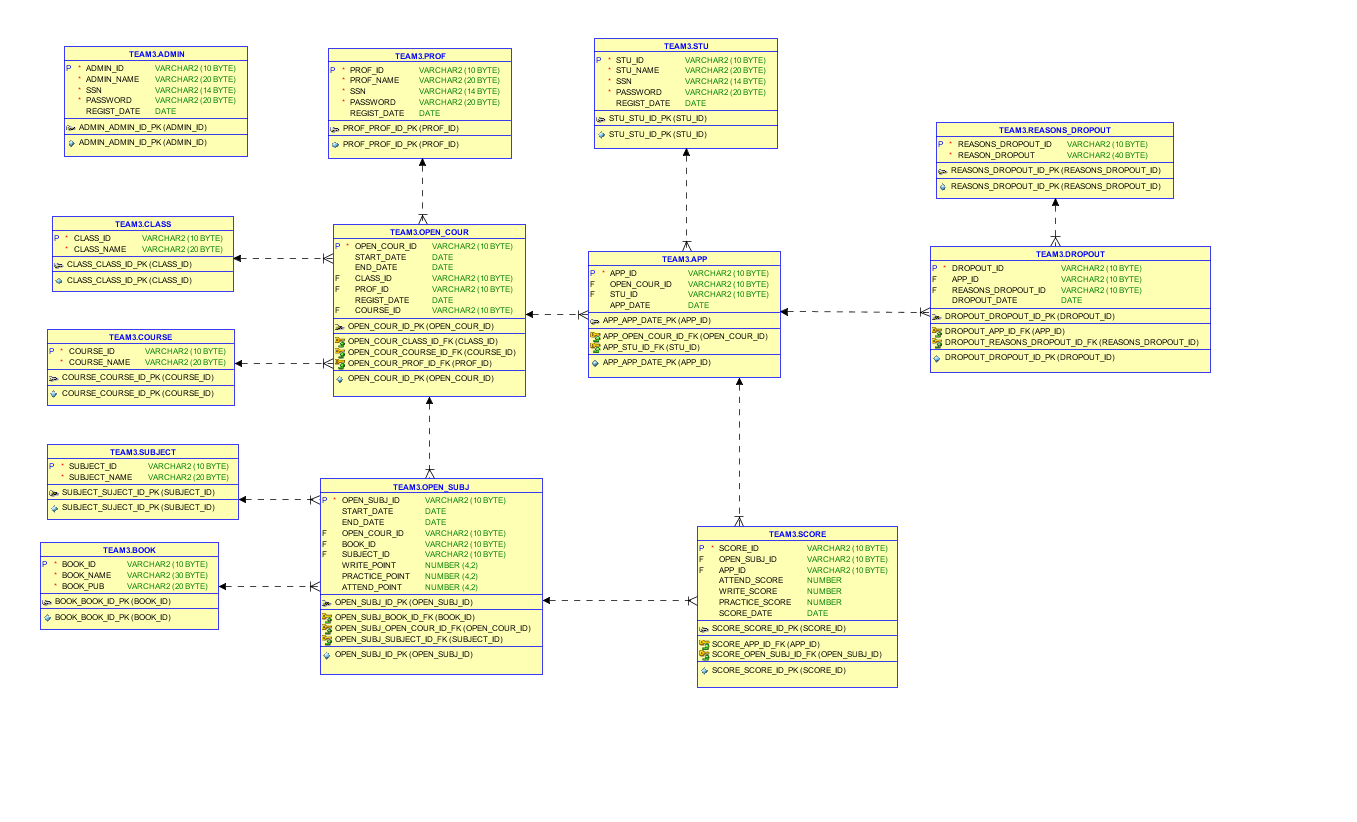 TEAM3.ADMIN
P * ADMIN_ID VARCHAR2 (10 BYTE)
* ADMIN_NAME VARCHAR2 (20 BYTE)
* SSN VARCHAR2 (14 BYTE)
* PASSWORD VARCHAR2 (20 BYTE)
REGIST_DATE DATE
ADMIN_ADMIN_ID_PK (ADMIN_ID)
ADMIN_ADMIN_ID_PK (ADMIN_ID)
TEAM3.PROF
P * PROF_ID VARCHAR2 (10 BYTE)
* PROF_NAME VARCHAR2 (20 BYTE)
* SSN VARCHAR2 (14 BYTE)
* PASSWORD VARCHAR2 (20 BYTE)
REGIST_DATE DATE
PROF_PROF_ID_PK (PROF_ID)
PROF_PROF_ID_PK (PROF_ID)
TEAM3.STU
P * STU_ID VARCHAR2 (10 BYTE)
* STU_NAME VARCHAR2 (20 BYTE)
* SSN VARCHAR2 (14 BYTE)
* PASSWORD VARCHAR2 (20 BYTE)
REGIST_DATE DATE
STU_STU_ID_PK (STU_ID)
STU_STU_ID_PK (STU_ID)
TEAM3.REASONS_DROPOUT
P * REASONS_DROPOUT_ID VARCHAR2 (10 BYTE)
* REASON_DROPOUT VARCHAR2 (40 BYTE)
REASONS_DROPOUT_ID_PK (REASONS_DROPOUT_ID)
REASONS_DROPOUT_ID_PK (REASONS_DROPOUT_ID)
TEAM3.CLASS
P * CLASS_ID VARCHAR2 (10 BYTE)
* CLASS_NAME VARCHAR2 (20 BYTE)
CLASS_CLASS_ID_PK (CLASS_ID)
CLASS_CLASS_ID_PK (CLASS_ID)
TEAM3.OPEN_COUR
P * OPEN_COUR_ID VARCHAR2 (10 BYTE)
START_DATE DATE
END_DATE DATE
F CLASS_ID VARCHAR2 (10 BYTE)
F PROF_ID VARCHAR2 (10 BYTE)
REGIST_DATE DATE
F COURSE_ID VARCHAR2 (10 BYTE)
OPEN_COUR_ID_PK (OPEN_COUR_ID)
OPEN_COUR_CLASS_ID_FK (CLASS_ID)
OPEN_COUR_COURSE_ID_FK (COURSE_ID)
OPEN_COUR_PROF_ID_FK (PROF_ID)
OPEN_COUR_ID_PK (OPEN_COUR_ID)
TEAM3.APP
P * APP_ID VARCHAR2 (10 BYTE)
F OPEN_COUR_ID VARCHAR2 (10 BYTE)
F STU_ID VARCHAR2 (10 BYTE)
APP_DATE DATE
APP_APP_DATE_PK (APP_ID)
APP_OPEN_COUR_ID_FK (OPEN_COUR_ID)
APP_STU_ID_FK (STU_ID)
APP_APP_DATE_PK (APP_ID)
TEAM3.DROPOUT
P * DROPOUT_ID VARCHAR2 (10 BYTE)
F APP_ID VARCHAR2 (10 BYTE)
F REASONS_DROPOUT_ID VARCHAR2 (10 BYTE)
DROPOUT_DATE DATE
DROPOUT_DROPOUT_ID_PK (DROPOUT_ID)
DROPOUT_APP_ID_FK (APP_ID)
DROPOUT_REASONS_DROPOUT_ID_FK (REASONS_DROPOUT_ID)
DROPOUT_DROPOUT_ID_PK (DROPOUT_ID)
TEAM3.COURSE
P * COURSE_ID VARCHAR2 (10 BYTE)
* COURSE_NAME VARCHAR2 (20 BYTE)
COURSE_COURSE_ID_PK (COURSE_ID)
COURSE_COURSE_ID_PK (COURSE_ID)
TEAM3.SUBJECT
P * SUBJECT_ID VARCHAR2 (10 BYTE)
* SUBJECT_NAME VARCHAR2 (20 BYTE)
SUBJECT_SUJECT_ID_PK (SUBJECT_ID)
SUBJECT_SUJECT_ID_PK (SUBJECT_ID)
TEAM3.BOOK
P * BOOK_ID VARCHAR2 (10 BYTE)
* BOOK_NAME VARCHAR2 (30 BYTE)
* BOOK_PUB VARCHAR2 (20 BYTE)
BOOK_BOOK_ID_PK (BOOK_ID)
BOOK_BOOK_ID_PK (BOOK_ID)
TEAM3.OPEN_SUBJ
P * OPEN_SUBJ_ID VARCHAR2 (10 BYTE)
START_DATE DATE
END_DATE DATE
F OPEN_COUR_ID VARCHAR2 (10 BYTE)
F BOOK_ID VARCHAR2 (10 BYTE)
F SUBJECT_ID VARCHAR2 (10 BYTE)
WRITE_POINT NUMBER (4,2)
PRACTICE_POINT NUMBER (4,2)
ATTEND_POINT NUMBER (4,2)
OPEN_SUBJ_ID_PK (OPEN_SUBJ_ID)
OPEN_SUBJ_BOOK_ID_FK (BOOK_ID)
OPEN_SUBJ_OPEN_COUR_ID_FK (OPEN_COUR_ID)
OPEN_SUBJ_SUBJECT_ID_FK (SUBJECT_ID)
OPEN_SUBJ_ID_PK (OPEN_SUBJ_ID)
TEAM3.SCORE
P * SCORE_ID VARCHAR2 (10 BYTE)
F OPEN_SUBJ_ID VARCHAR2 (10 BYTE)
F APP_ID VARCHAR2 (10 BYTE)
ATTEND_SCORE NUMBER
WRITE_SCORE NUMBER
PRACTICE_SCORE NUMBER
SCORE_DATE DATE
SCORE_SCORE_ID_PK (SCORE_ID)
SCORE_APP_ID_FK (APP_ID)
SCORE_OPEN_SUBJ_ID_FK (OPEN_SUBJ_ID)
SCORE_SCORE_ID_PK (SCORE_ID)